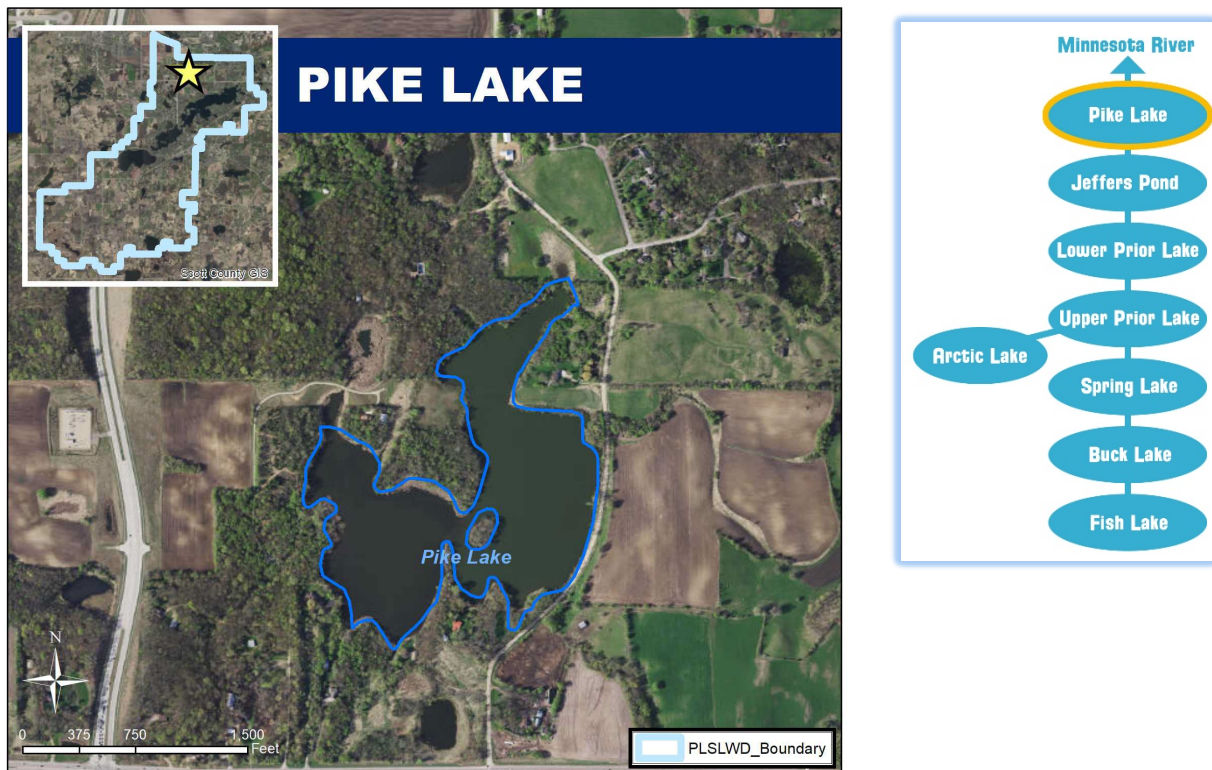 PIKE LAKE
Scott County GIS
Pike Lake
N
0 375 750 1,500
Feet
PLSLWD_Boundary
Minnesota River
Pike Lake
Jeffers Pond
Lower Prior Lake
Upper Prior Lake
Arctic Lake
Spring Lake
Buck Lake
Fish Lake